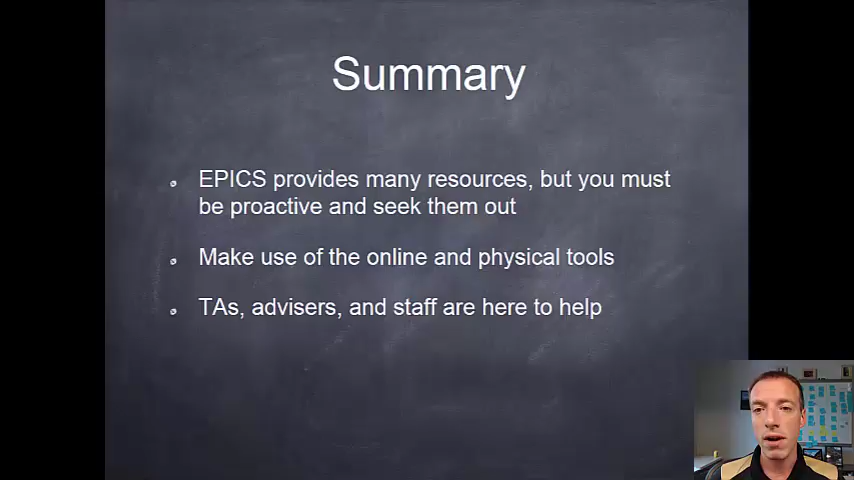 Summary
EPICS provides many resources, but you must
be proactive and seek them out
Make use of the online and physical tools
TAs, advisers, and staff are here to help